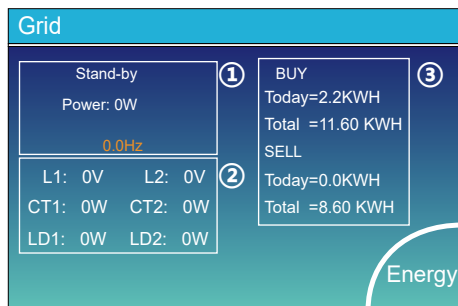 Grid
Stand-by
①
Power: 0W
0.0Hz
L1: 0V L2: 0V
②
CT1: 0W CT2: 0W
LD1: 0W LD2: 0W
BUY
③
Today=2.2KWH
Total =11.60 KWH
SELL
Today=0.0KWH
Total =8.60 KWH
Energy